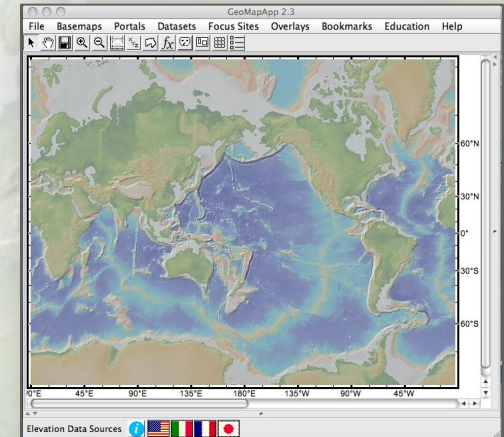 GeoMapApp 2.3
File Basemaps Portals Datasets Focus Sites Overlays Bookmarks Education Help
60°N
30°N
0°
30°S
60°S
0°E 45°E 90°E 135°E 180°E 135°W 90°W 45°W
Elevation Data Sources